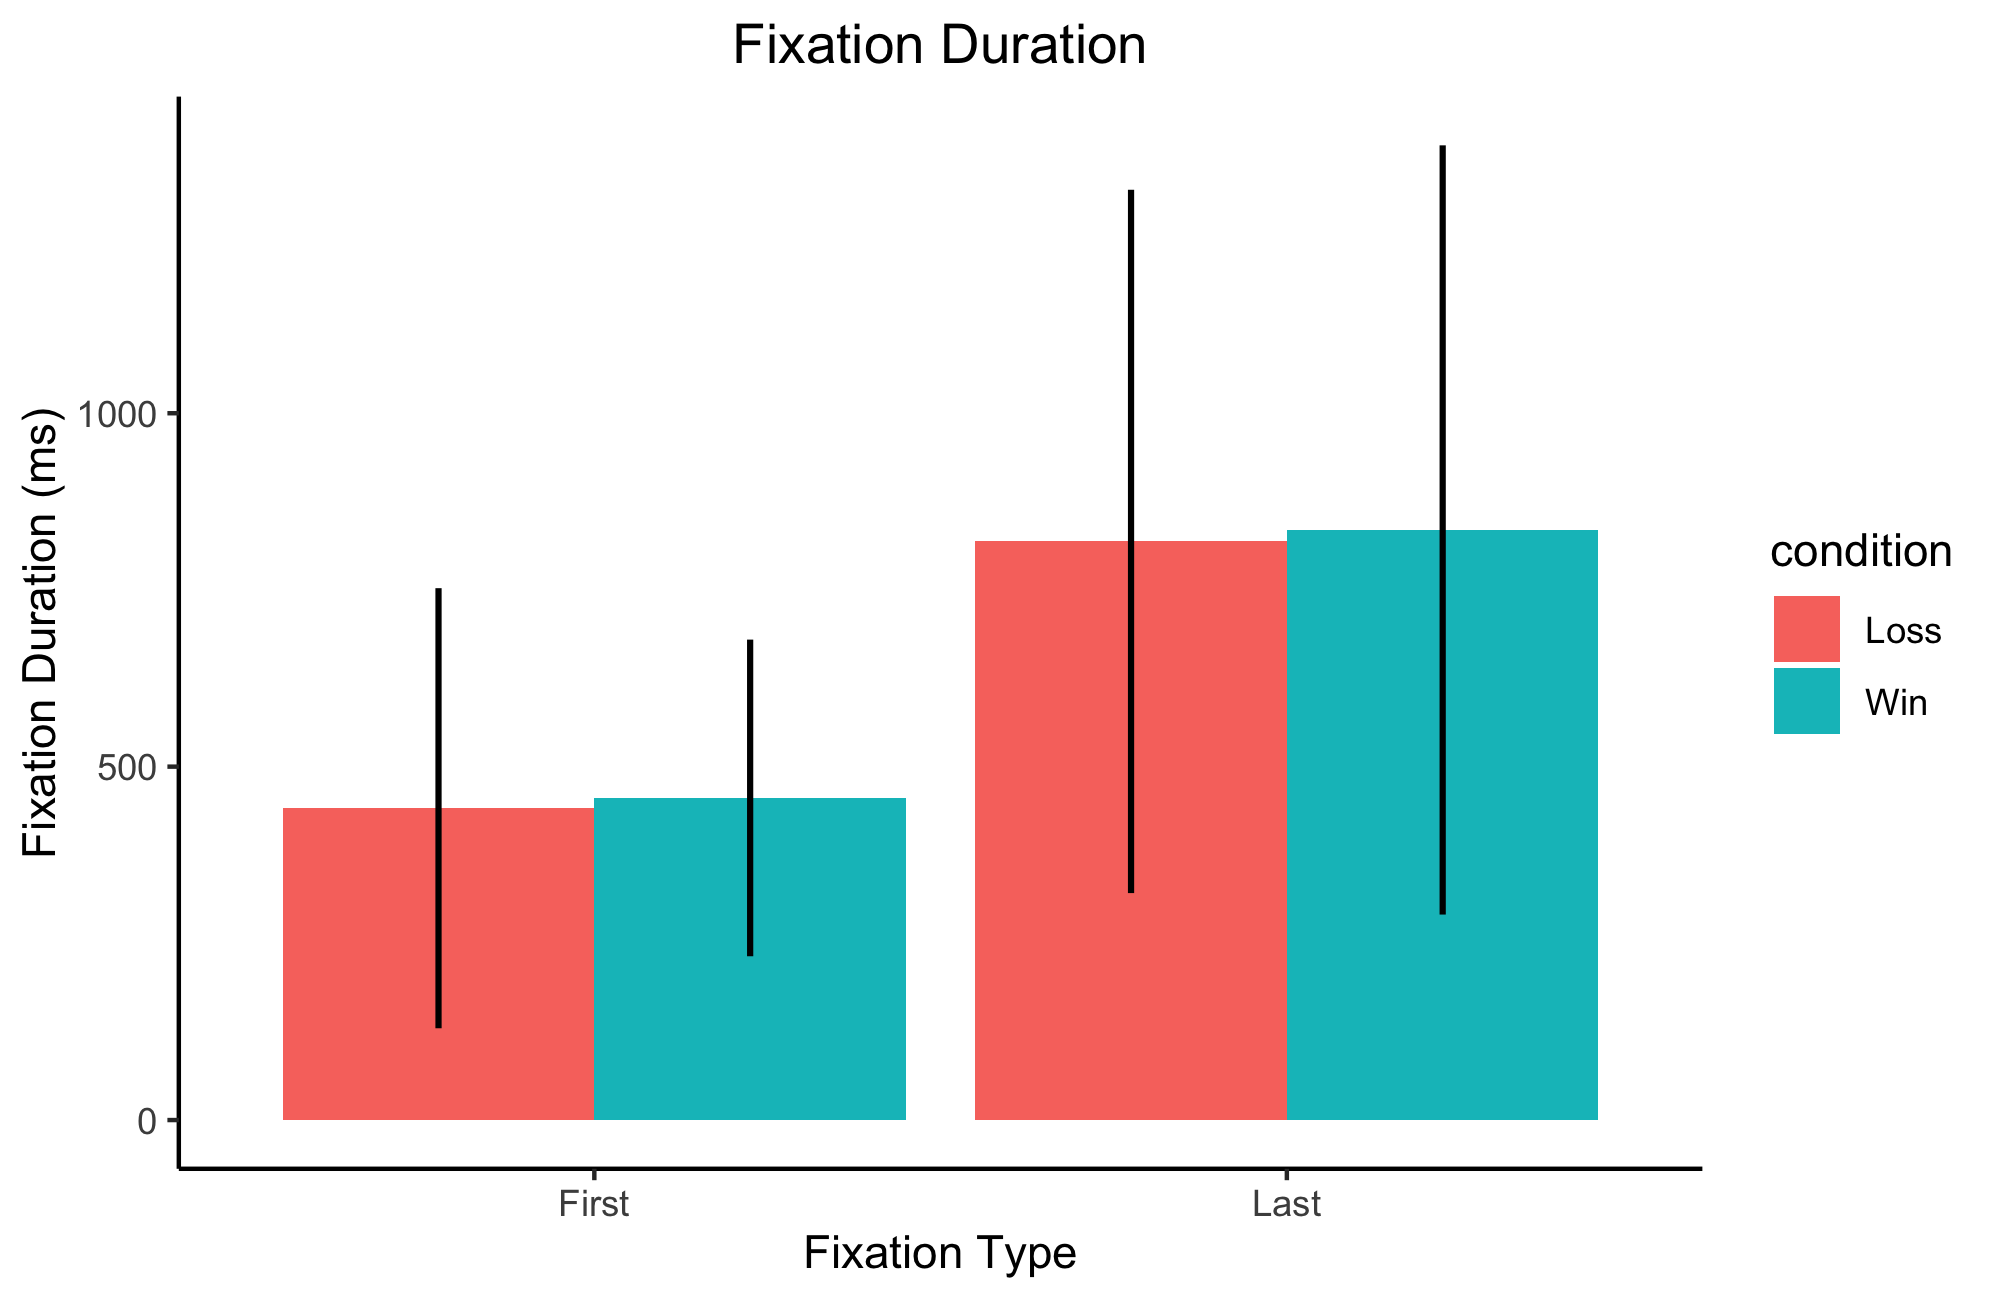 Fixation Duration
Fixation Duration (ms)
1000
500
0
First
Last
Fixation Type
condition
Loss
Win